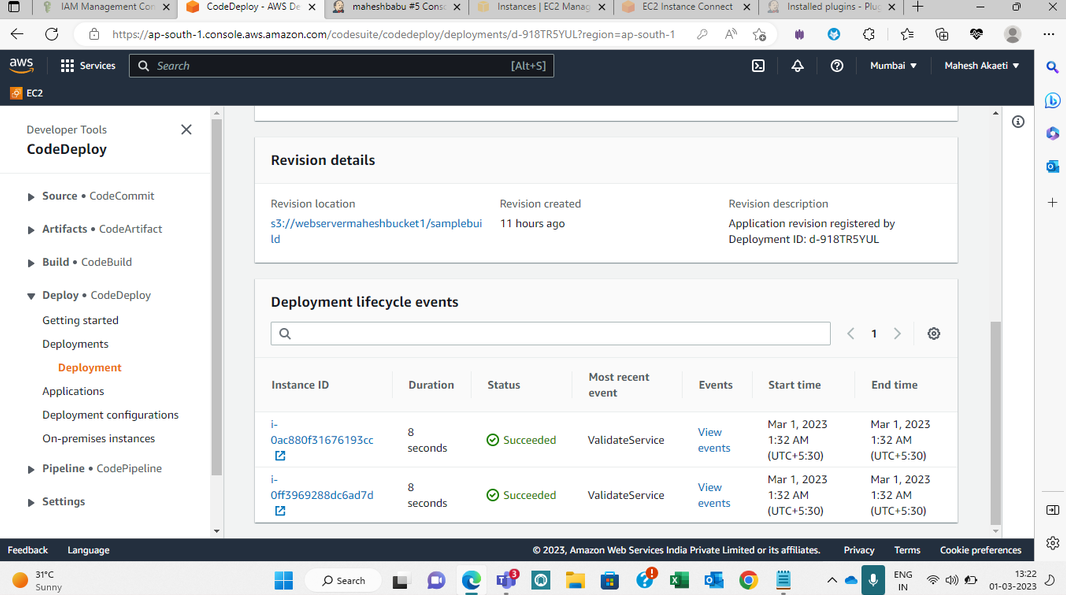 IAM Management Con
CodeDeploy - AWS De
maheshbabu #5 Conso
Instances | EC2 Manag
EC2 Instance Connect
Installed plugins - Plug
https://ap-south-1.console.aws.amazon.com/codesuite/codedeploy/deployments/d-918TR5YUL?region=ap-south-1
aws
Services
Search
[Alt+S]
Mumbai
Mahesh Akaeti
EC2
Developer Tools
CodeDeploy
Source • CodeCommit
Artifacts • CodeArtifact
Build • CodeBuild
Deploy • CodeDeploy
Getting started
Deployments
Deployment
Applications
Deployment configurations
On-premises instances
Pipeline • CodePipeline
Settings
Revision details
Revision location
s3://webservermaheshbucket1/samplebui
ld
Revision created
11 hours ago
Revision description
Application revision registered by
Deployment ID: d-918TR5YUL
Deployment lifecycle events
1
Instance ID
Duration
Status
Most recent
event
Events
Start time
End time
i-
0ac880f31676193cc
8
seconds
Succeeded
ValidateService
View
events
Mar 1, 2023
1:32 AM
(UTC+5:30)
Mar 1, 2023
1:32 AM
(UTC+5:30)
i-
0ff3969288dc6ad7d
8
seconds
Succeeded
ValidateService
View
events
Mar 1, 2023
1:32 AM
(UTC+5:30)
Mar 1, 2023
1:32 AM
(UTC+5:30)
Feedback
Language
© 2023, Amazon Web Services India Private Limited or its affiliates.
Privacy
Terms
Cookie preferences
31°C
Sunny
Search
3
ENG
IN
13:22
01-03-2023